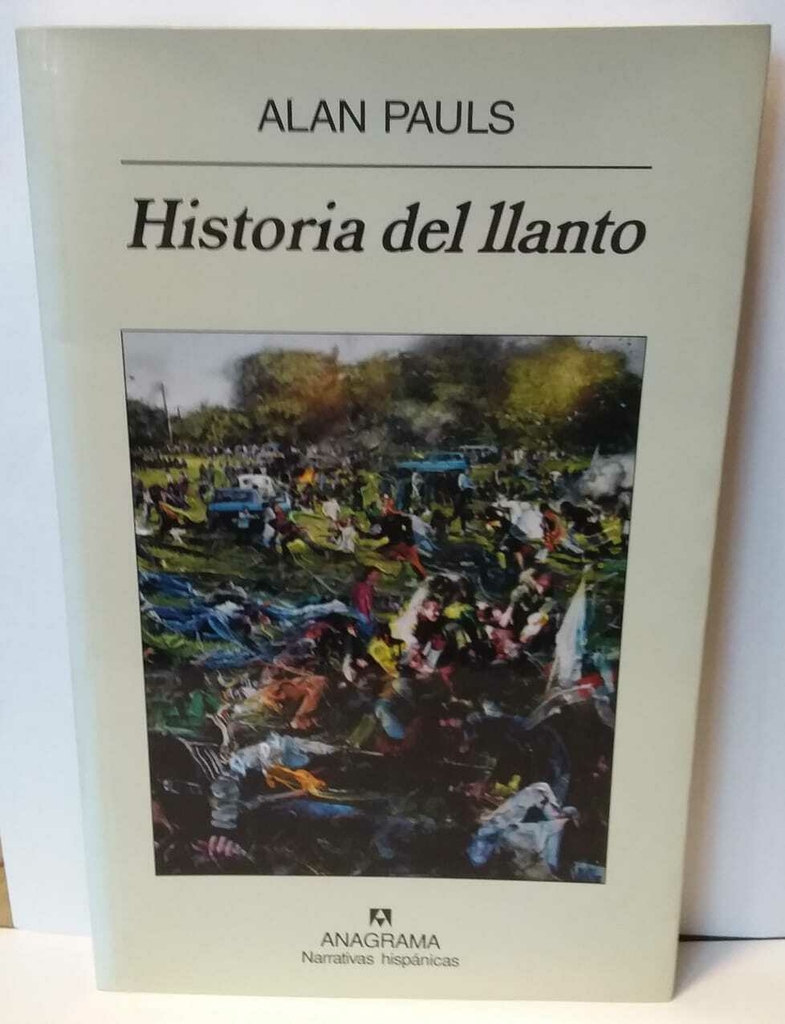 ALAN PAULS
Historia del llanto
ANAGRAMA
Narrativas hispánicas